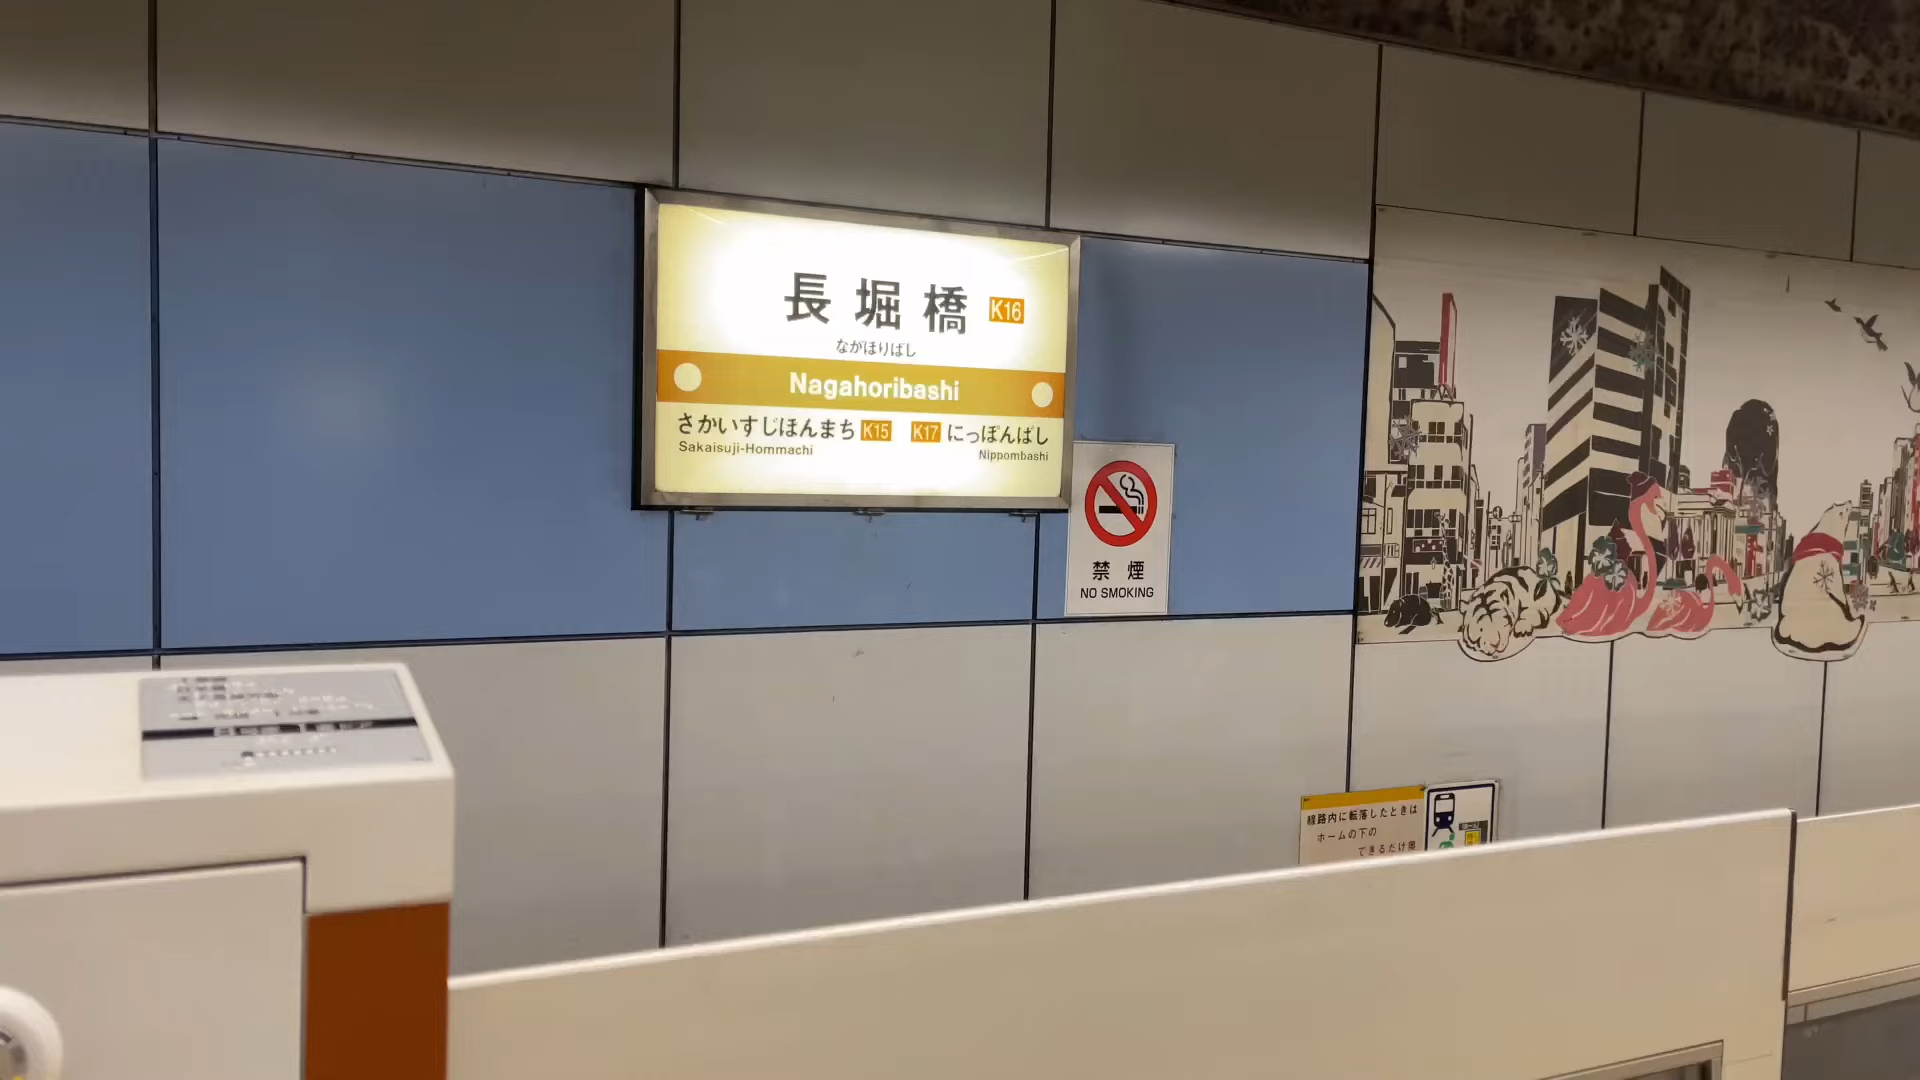 長堀橋 K16
ながほりばし
Nagahoribashi
さかいすじほんまち K15 K17 にっぽんばし
Sakaisuji-Hommachi Nippombashi
禁煙
NO SMOKING
線路内に転落したときは
ホームの下の
できるだけ奥